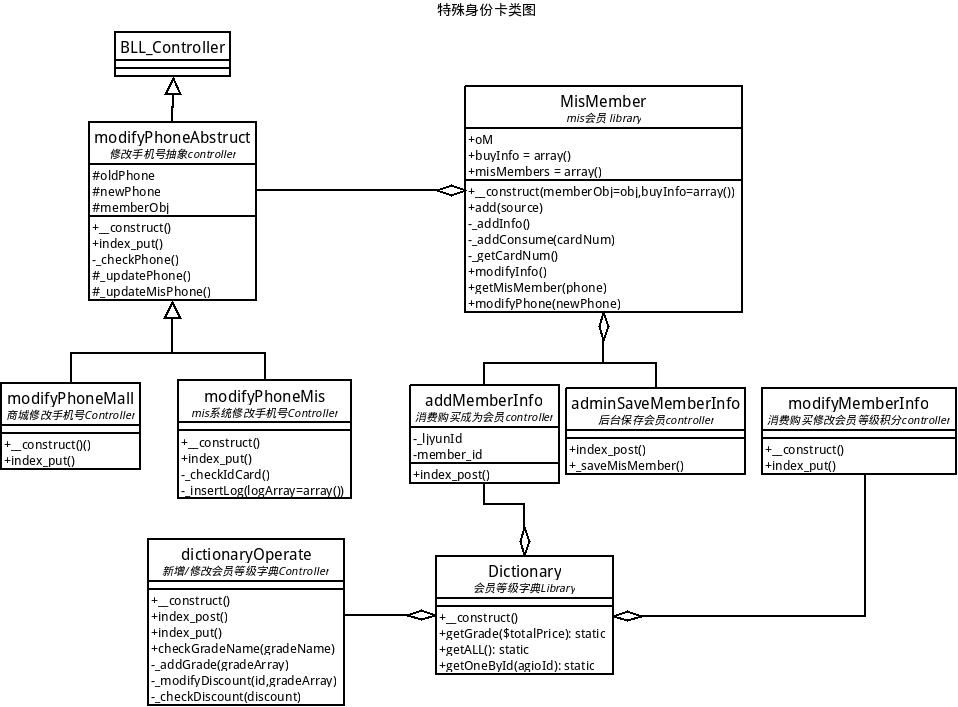 特殊身份卡类图
BLL_Controller
modifyPhoneAbstruct
修改手机号抽象controller
#oldPhone
#newPhone
#memberObj
+__construct()
+index_put()
-_checkPhone()
#_updatePhone()
#_updateMisPhone()
MisMember
mis会员 library
+oM
+buyInfo = array()
+misMembers = array()
+__construct(memberObj=obj,buyInfo=array())
+add(source)
-_addInfo()
-_addConsume(cardNum)
-_getCardNum()
+modifyInfo()
+getMisMember(phone)
+modifyPhone(newPhone)
modifyPhoneMall
商城修改手机号Controller
+__construct()()
+index_put()
modifyPhoneMis
mis系统修改手机号Controller
+__construct()
+index_put()
-_checkIdCard()
-_insertLog(logArray=array())
addMemberInfo
消费购买成为会员controller
-_ljyunId
-member_id
+index_post()
adminSaveMemberInfo
后台保存会员controller
+index_post()
+_saveMisMember()
modifyMemberInfo
消费购买修改会员等级积分controller
+__construct()
+index_put()
dictionaryOperate
新增/修改会员等级字典Controller
+__construct()
+index_post()
+index_put()
+checkGradeName(gradeName)
-_addGrade(gradeArray)
-_modifyDiscount(id,gradeArray)
-_checkDiscount(discount)
Dictionary
会员等级字典Library
+__construct()
+getGrade($totalPrice): static
+getALL(): static
+getOneById(agioId): static